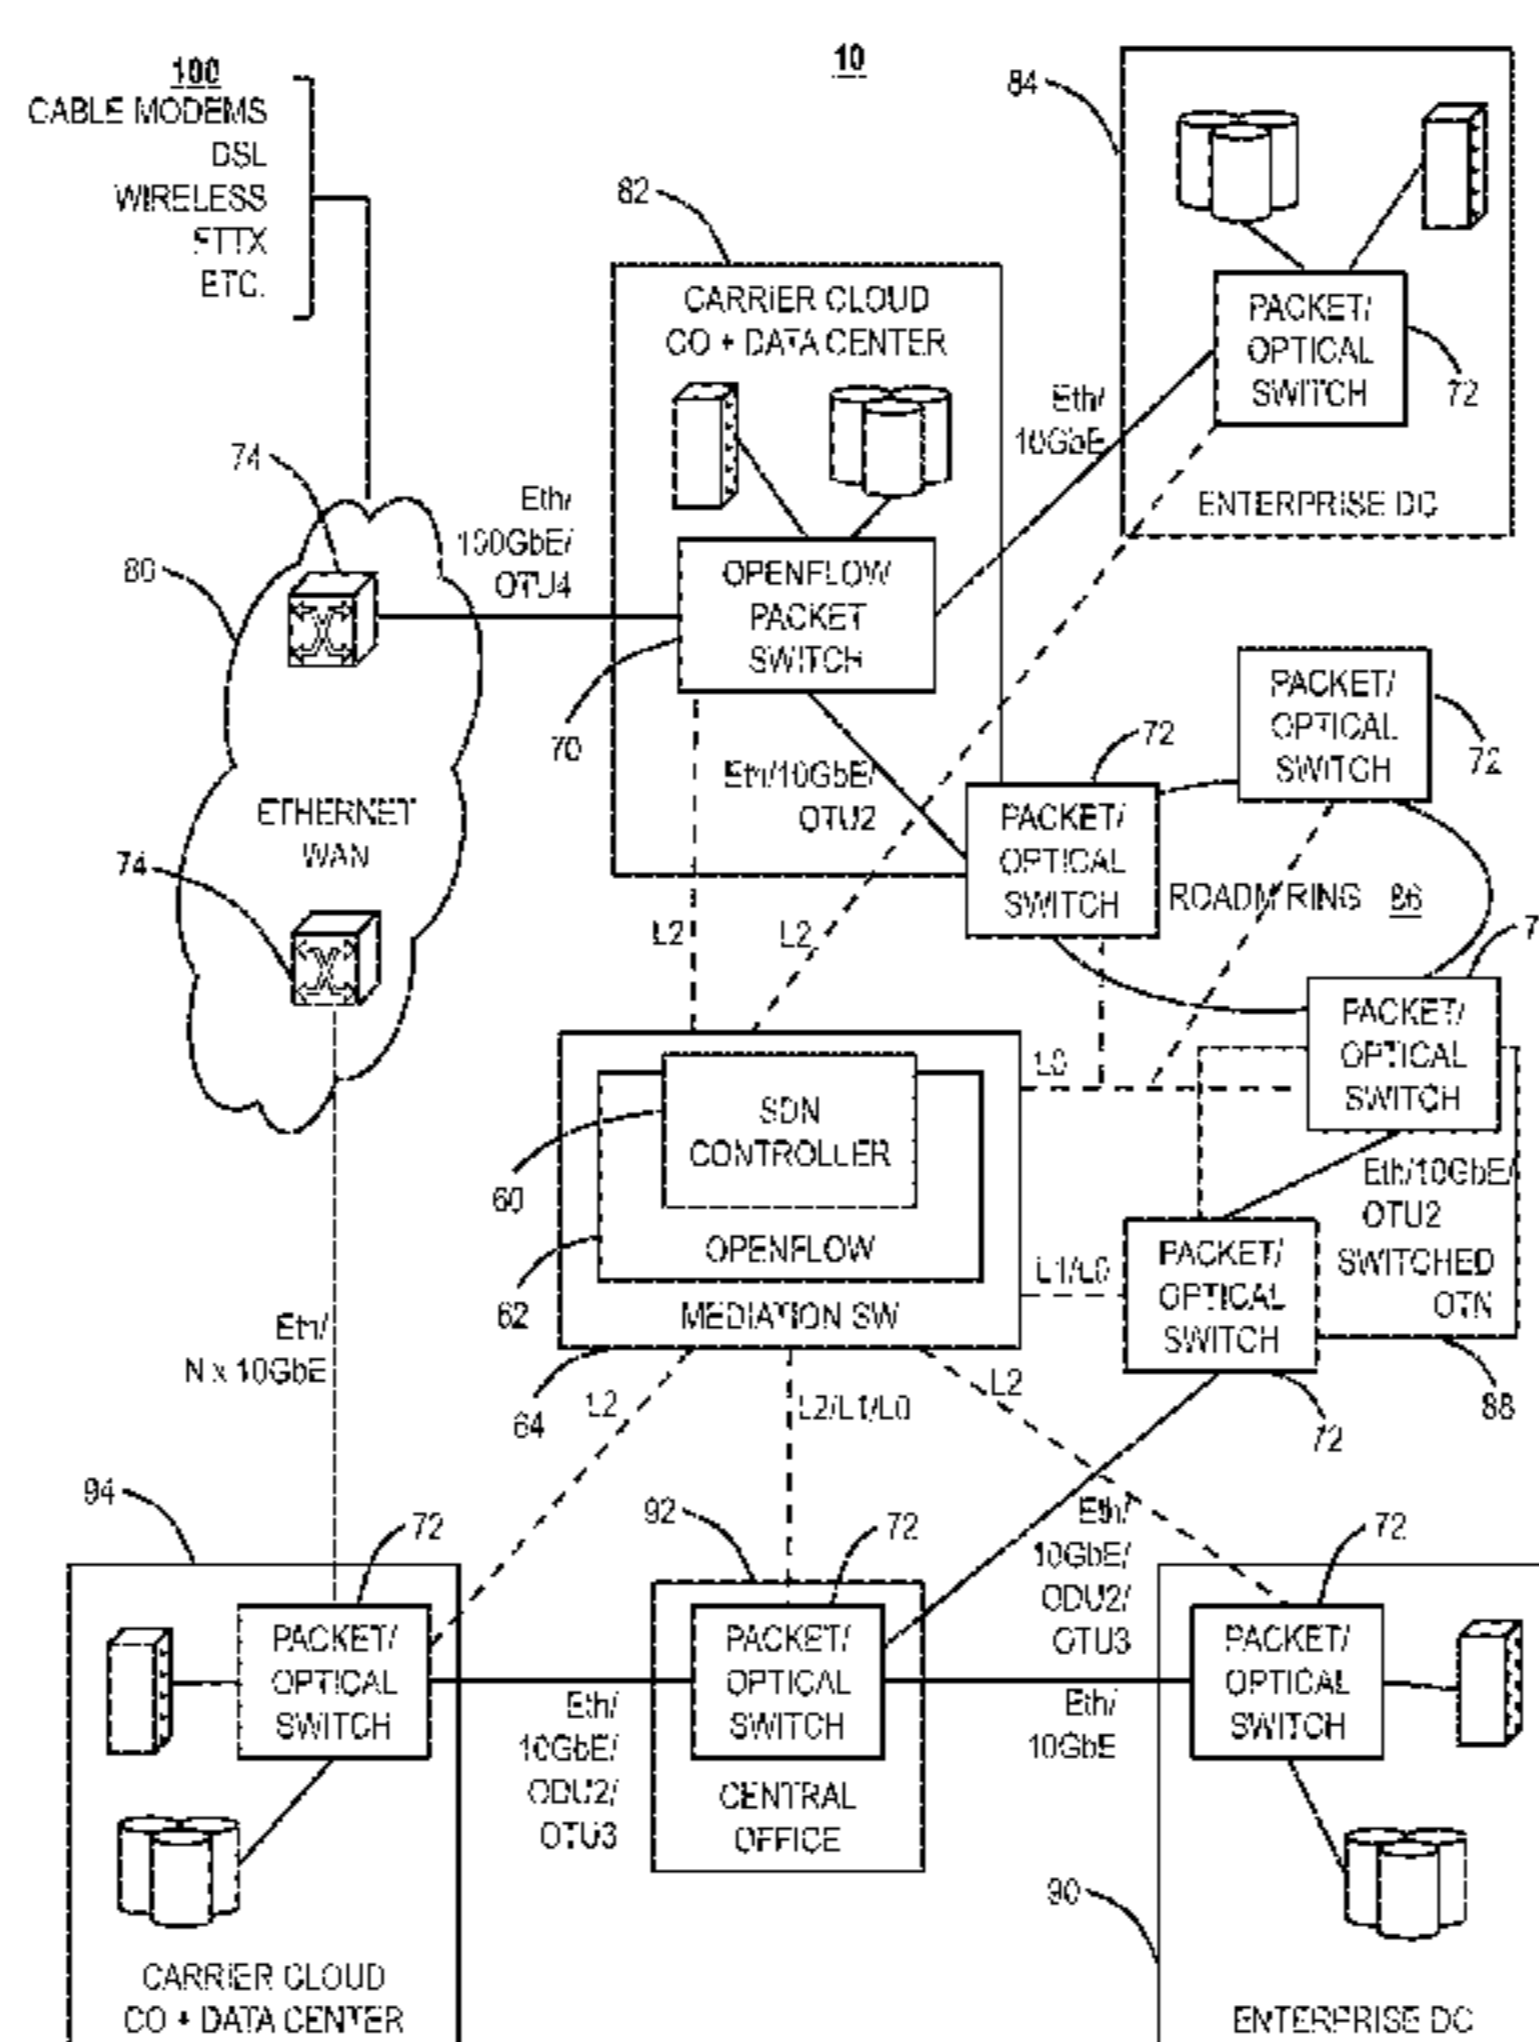 100
CABLE MODEMS
DSL
WIRELESS
FTTX
ETC.
10
84
PACKET/
OPTICAL
SWITCH
72
ENTERPRISE DC
82
CARRIER CLOUD
CO + DATA CENTER
Eth/
10GbE
74
80
Eth/
100GbE/
OTU4
OPENFLOW
PACKET
SWITCH
70
Eth/10GbE/
OTU2
72
PACKET/
OPTICAL
SWITCH
PACKET/
OPTICAL
SWITCH
72
ETHERNET
WAN
74
L2
L2
ROADM RING 86
7
PACKET/
OPTICAL
SWITCH
L0
SDN
CONTROLLER
60
OPENFLOW
62
MEDIATION SW
64
Eth/10GbE/
OTU2
SWITCHED
OTN
88
L1/L0
PACKET/
OPTICAL
SWITCH
72
Eth/
N x 10GbE
L2
L2/L1/L0
L2
94
72
PACKET/
OPTICAL
SWITCH
CARRIER CLOUD
CO + DATA CENTER
Eth/
10GbE/
ODU2/
OTU3
92
72
PACKET/
OPTICAL
SWITCH
CENTRAL
OFFICE
Eth/
10GbE/
ODU2/
OTU3
Eth/
10GbE
72
PACKET/
OPTICAL
SWITCH
90
ENTERPRISE DC